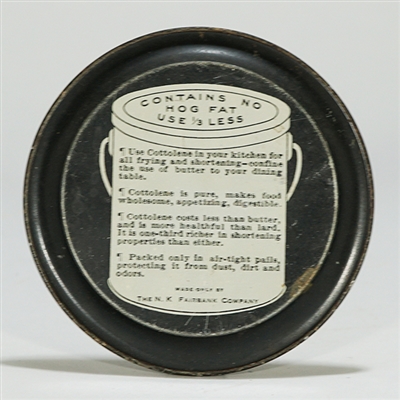 CONTAINS NO
HOG FAT
USE ⅓ LESS
¶ Use Cottolene in your kitchen for
all frying and shortening—confine
the use of butter to your dining
table.
¶ Cottolene is pure, makes food
wholesome, appetizing, digestible.
¶ Cottolene costs less than butter,
and is more healthful than lard.
It is one-third richer in shortening
properties than either.
¶ Packed only in air-tight pails,
protecting it from dust, dirt and
odors.
MADE ONLY BY
THE N. K. FAIRBANK COMPANY